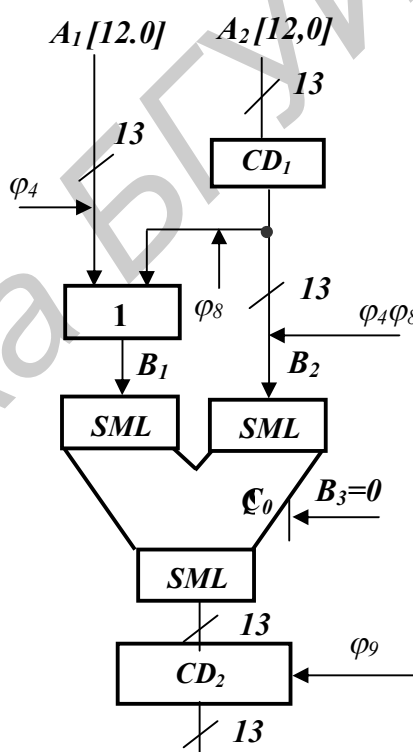 A₁ [12.0] A₂ [12,0]
13
13
CD₁
φ₄
φ₈
13
1
φ₄φ₈
B₁ B₂
SML SML
C₀ B₃=0
SML
13
φ₉
CD₂
13